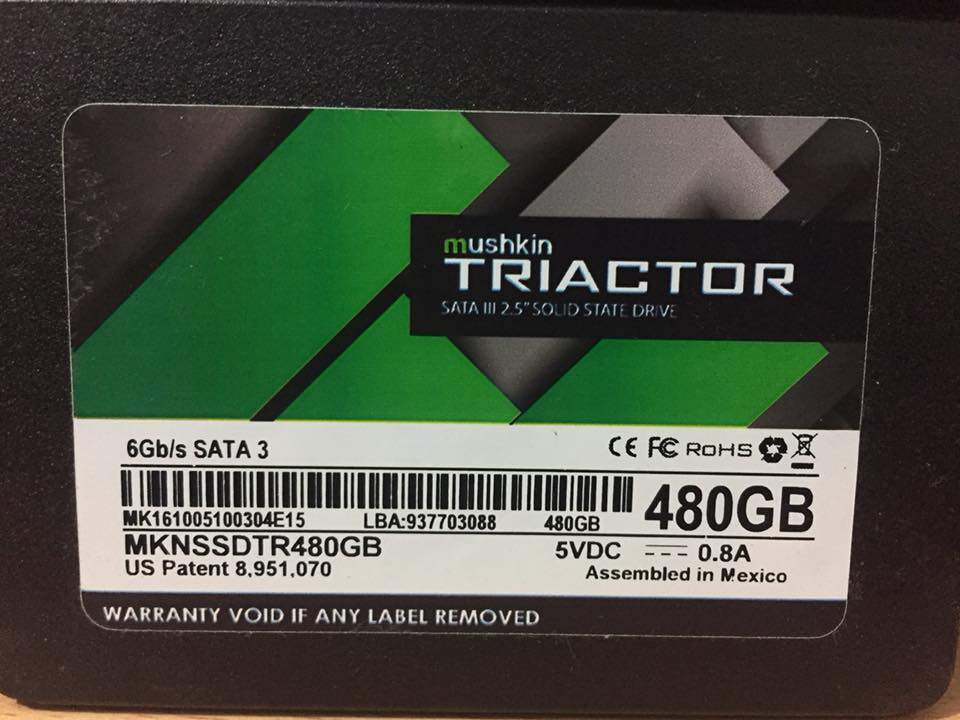 mushkin
TRIACTOR
SATA III 2.5" SOLID STATE DRIVE
6Gb/s SATA 3
CE FC RoHS
MK161005100304E15 LBA:937703088 480GB
480GB
MKNSSDTR480GB
5VDC 0.8A
US Patent 8,951,070
Assembled in Mexico
WARRANTY VOID IF ANY LABEL REMOVED